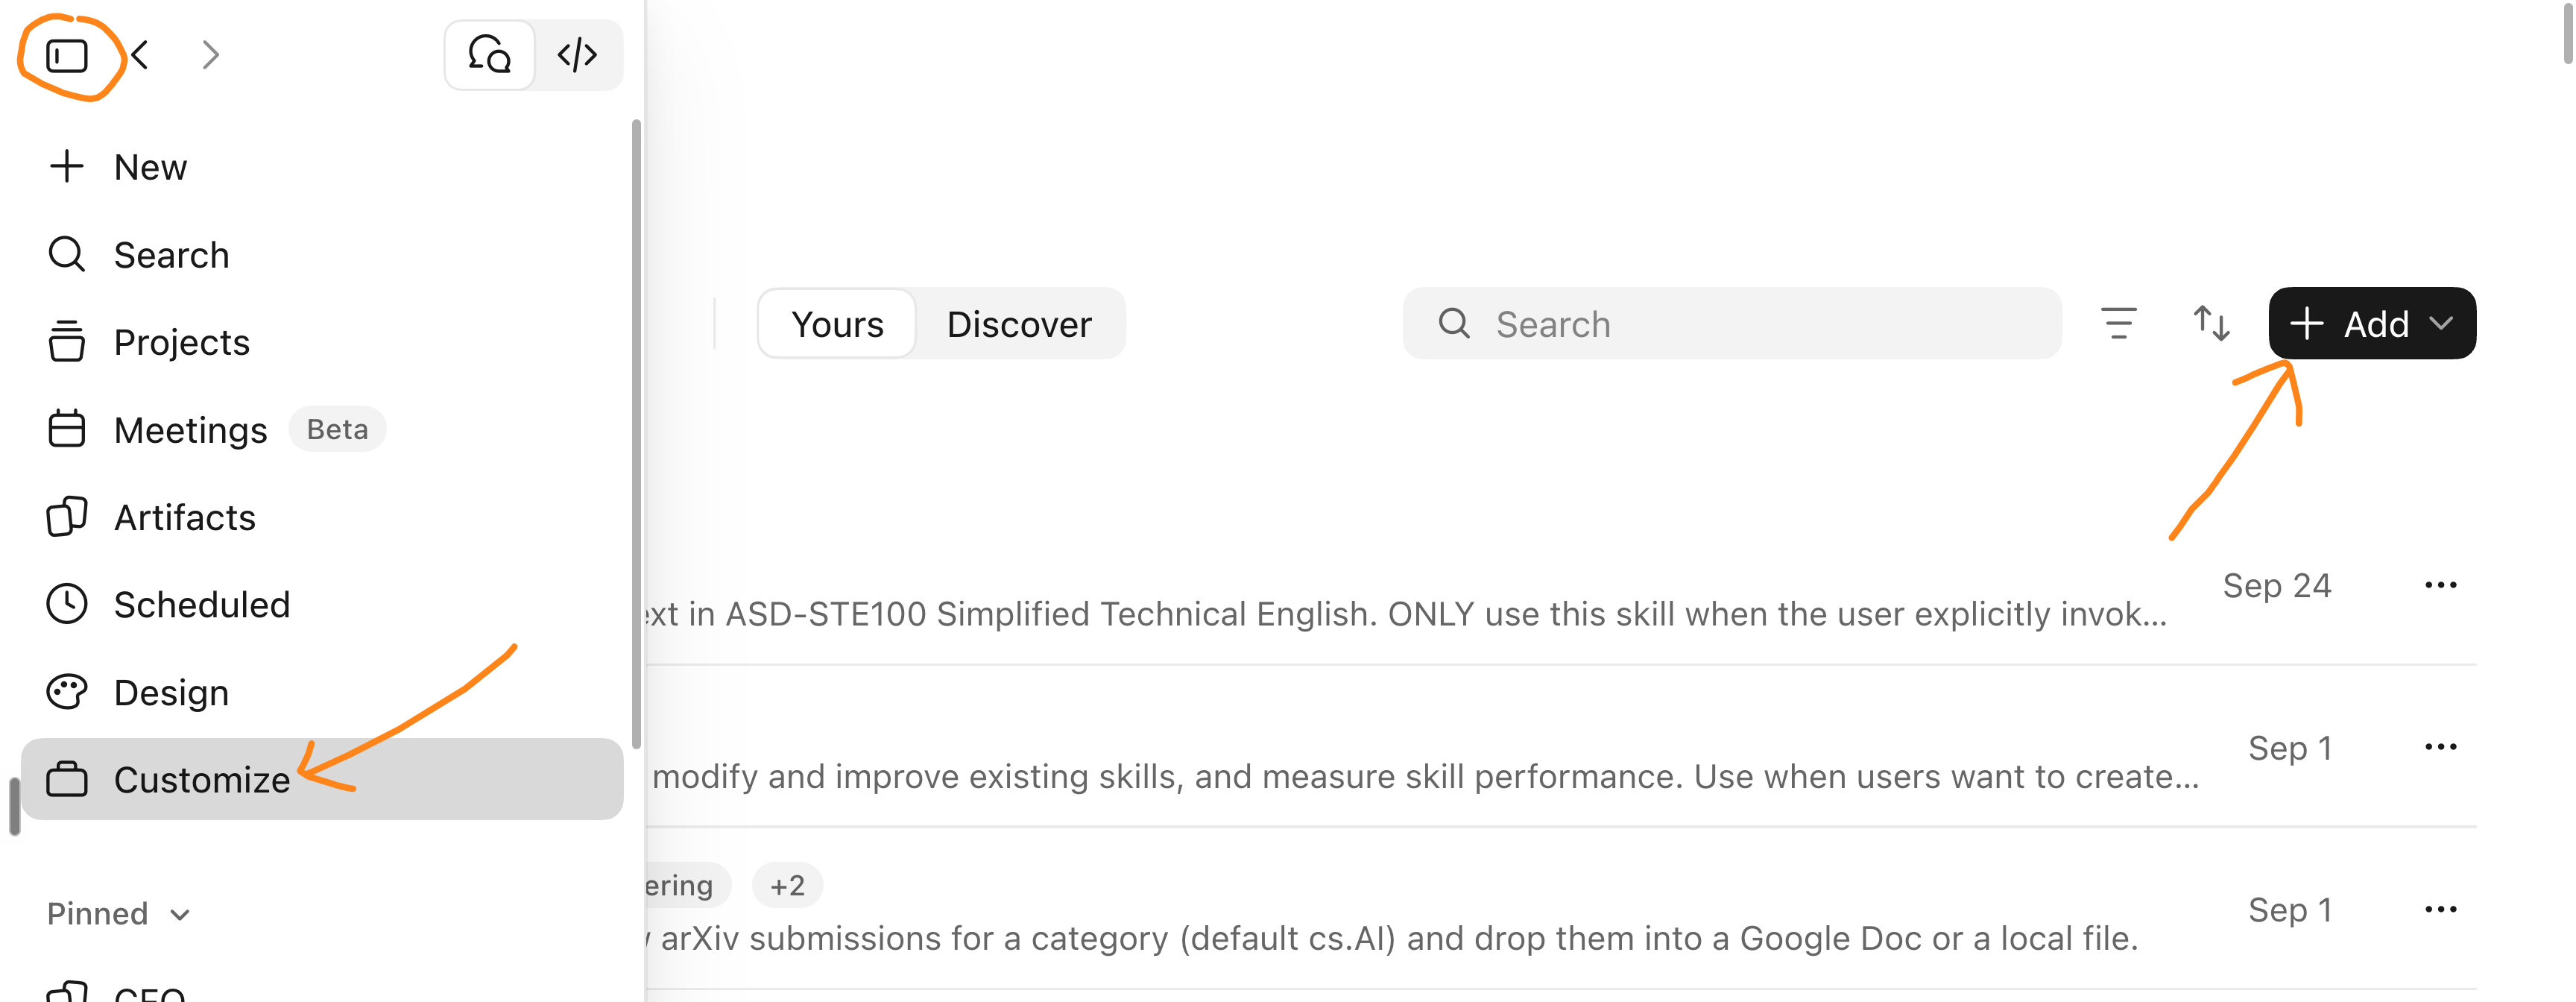 New
Search
Projects
Meetings Beta
Artifacts
Scheduled
Design
Customize
Pinned
Yours Discover
Search
Add
Sep 24
in ASD-STE100 Simplified Technical English. ONLY use this skill when the user explicitly invok...
Sep 1
modify and improve existing skills, and measure skill performance. Use when users want to create...
+2
Sep 1
arXiv submissions for a category (default cs.AI) and drop them into a Google Doc or a local file.